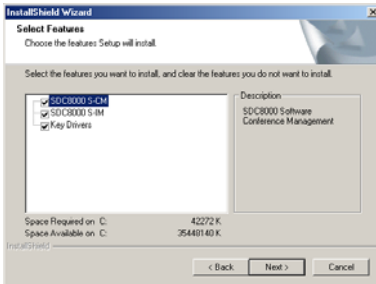 InstallShield Wizard
Select Features
Choose the features Setup will install.
Select the features you want to install, and clear the features you do not want to install.
SDC8000 S-CM
SDC8000 S-IM
Key Drivers
Description
SDC8000 Software
Conference Management
Space Required on C: 42272 K
Space Available on C: 35448140 K
InstallShield
< Back Next > Cancel